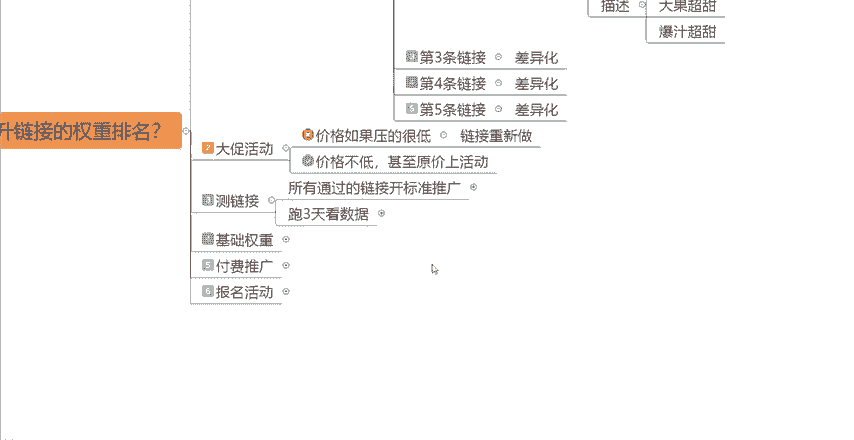 描述 大果超甜
爆汁超甜
第3条链接 差异化
第4条链接 差异化
5 第5条链接 差异化
升链接的权重排名？
2 大促活动
价格如果压的很低 链接重新做
价格不低，甚至原价上活动
测链接
所有通过的链接开标准推广
跑3天看数据
基础权重
5 付费推广
6 报名活动